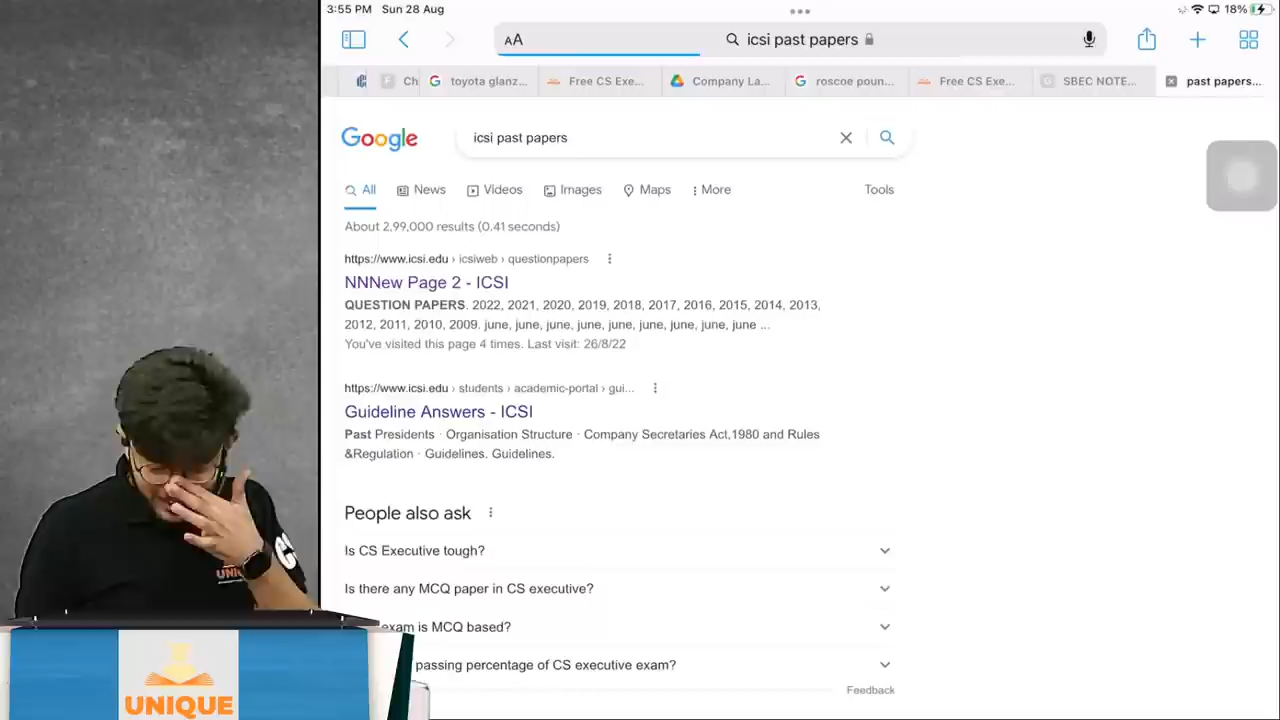 3:55 PM Sun 28 Aug
18%
AA
icsi past papers
Ch
toyota glanz...
Free CS Exe...
Company La...
roscoe poun...
Free CS Exe...
SBEC NOTE...
past papers...
Google
icsi past papers
All
News
Videos
Images
Maps
More
Tools
About 2,99,000 results (0.41 seconds)
https://www.icsi.edu › icsiweb › questionpapers
NNNew Page 2 - ICSI
QUESTION PAPERS. 2022, 2021, 2020, 2019, 2018, 2017, 2016, 2015, 2014, 2013,
2012, 2011, 2010, 2009. june, june, june, june, june, june, june, june, june ...
You've visited this page 4 times. Last visit: 26/8/22
https://www.icsi.edu › students › academic-portal › gui...
Guideline Answers - ICSI
Past Presidents · Organisation Structure · Company Secretaries Act,1980 and Rules
&Regulation · Guidelines. Guidelines.
People also ask
Is CS Executive tough?
Is there any MCQ paper in CS executive?
exam is MCQ based?
passing percentage of CS executive exam?
Feedback
UNIQUE